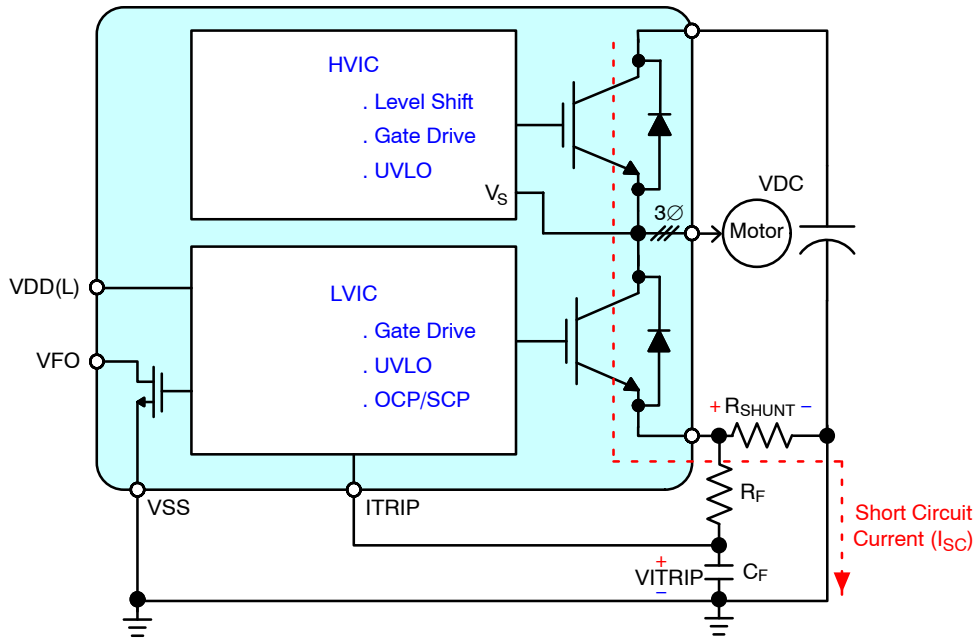 HVIC
. Level Shift
. Gate Drive
. UVLO
VS
VDC
3Ø
Motor
VDD(L)
LVIC
. Gate Drive
. UVLO
. OCP/SCP
VFO
+ RSHUNT −
VSS
ITRIP
RF
Short Circuit
Current (ISC)
+
VITRIP
−
CF